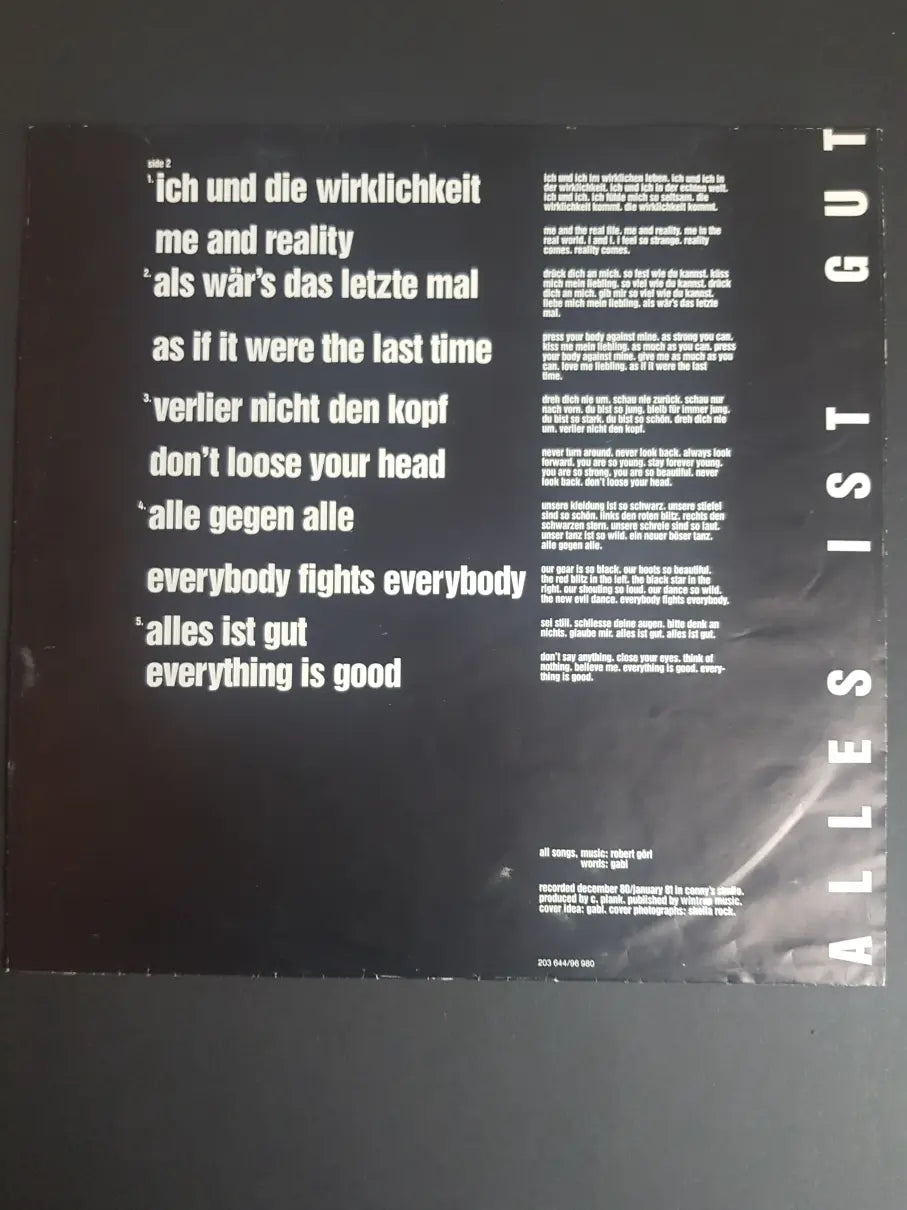 side 2
1. ich und die wirklichkeit
me and reality
2. als wär's das letzte mal
as if it were the last time
3. verlier nicht den kopf
don't loose your head
4. alle gegen alle
everybody fights everybody
5. alles ist gut
everything is good
ich und ich im wirklichen leben. ich und ich in
der wirklichkeit. ich und ich in der echten welt.
ich und ich. ich fühle mich so seltsam. die
wirklichkeit kommt. die wirklichkeit kommt.
me and the real life. me and reality. me in the
real world. i and i. i feel so strange. reality
comes. reality comes.
drück dich an mich. so fest wie du kannst. küss
mich mein liebling. so viel wie du kannst. drück
dich an mich. gib mir so viel wie du kannst.
liebe mich mein liebling. als wär's das letzte
mal.
press your body against mine. as strong you can.
kiss me mein liebling. as much as you can. press
your body against mine. give me as much as you
can. love me liebling. as if it were the last
time.
dreh dich nie um. schau nie zurück. schau nur
nach vorn. du bist so jung. bleib für immer jung.
du bist so stark. du bist so schön. dreh dich nie
um. verlier nicht den kopf.
never turn around. never look back. always look
forward. you are so young. stay forever young.
you are so strong. you are so beautiful. never
look back. don't loose your head.
unsere kleidung ist so schwarz. unsere stiefel
sind so schön. links den roten blitz. rechts den
schwarzen stern. unsere schreie sind so laut.
unser tanz ist so wild. ein neuer böser tanz.
alle gegen alle.
our gear is so black. our boots so beautiful.
the red blitz in the left. the black star in the
right. our shouting so loud. our dance so wild.
the new evil dance. everybody fights everybody.
sei still. schliesse deine augen. bitte denk an
nichts. glaube mir. alles ist gut. alles ist gut.
don't say anything. close your eyes. think of
nothing. believe me. everything is good. every-
thing is good.
all songs, music: robert görl
words: gabi
recorded december 80/january 81 in conny's studio.
produced by c. plank. published by wintrup music.
cover idea: gabi. cover photographs: sheila rock.
203 644/96 980
ALLES IST GUT